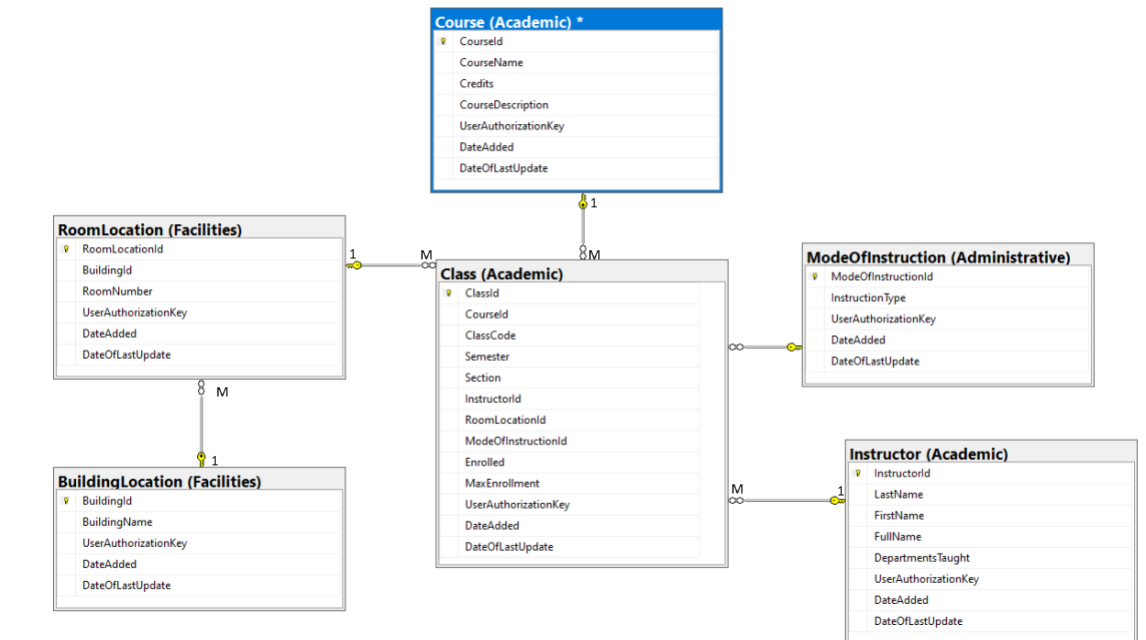 Course (Academic) *
CourseId
CourseName
Credits
CourseDescription
UserAuthorizationKey
DateAdded
DateOfLastUpdate
1
M
RoomLocation (Facilities)
RoomLocationId
BuildingId
RoomNumber
UserAuthorizationKey
DateAdded
DateOfLastUpdate
1
M
M
1
BuildingLocation (Facilities)
BuildingId
BuildingName
UserAuthorizationKey
DateAdded
DateOfLastUpdate
Class (Academic)
ClassId
CourseId
ClassCode
Semester
Section
InstructorId
RoomLocationId
ModeOfInstructionId
Enrolled
MaxEnrollment
UserAuthorizationKey
DateAdded
DateOfLastUpdate
ModeOfInstruction (Administrative)
ModeOfInstructionId
InstructionType
UserAuthorizationKey
DateAdded
DateOfLastUpdate
M
1
Instructor (Academic)
InstructorId
LastName
FirstName
FullName
DepartmentsTaught
UserAuthorizationKey
DateAdded
DateOfLastUpdate